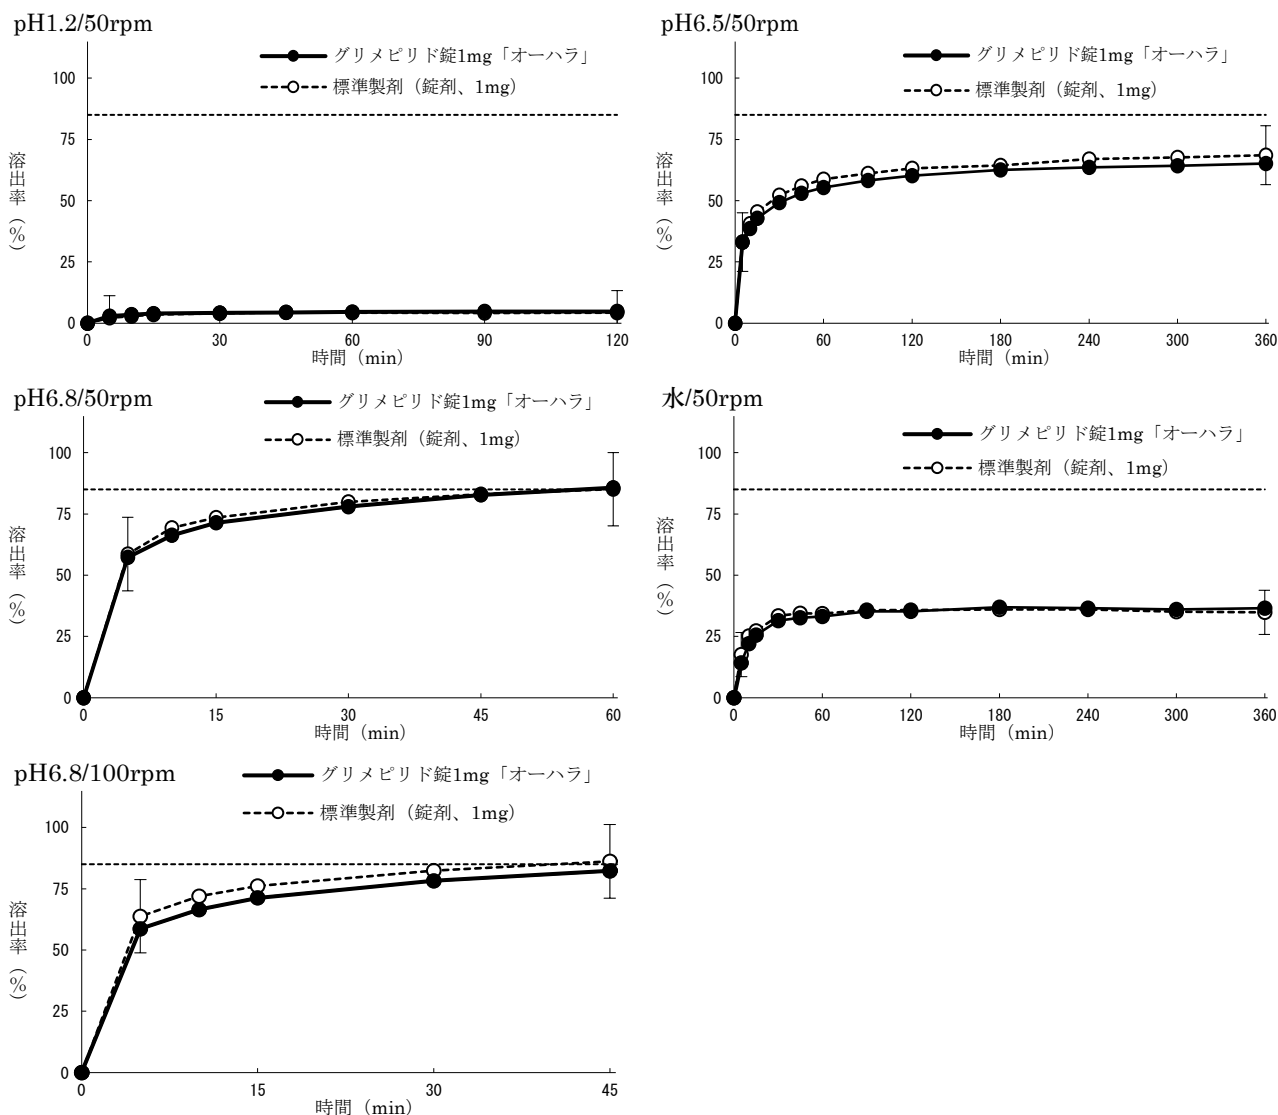 pH1.2/50rpm
グリメピリド錠1mg「オーハラ」
標準製剤（錠剤、1mg）
溶出率（%）
100
75
50
25
0
0 30 60 90 120
時間（min）
pH6.5/50rpm
グリメピリド錠1mg「オーハラ」
標準製剤（錠剤、1mg）
溶出率（%）
100
75
50
25
0
0 60 120 180 240 300 360
時間（min）
pH6.8/50rpm
グリメピリド錠1mg「オーハラ」
標準製剤（錠剤、1mg）
溶出率（%）
100
75
50
25
0
0 15 30 45 60
時間（min）
水/50rpm
グリメピリド錠1mg「オーハラ」
標準製剤（錠剤、1mg）
溶出率（%）
100
75
50
25
0
0 60 120 180 240 300 360
時間（min）
pH6.8/100rpm
グリメピリド錠1mg「オーハラ」
標準製剤（錠剤、1mg）
溶出率（%）
100
75
50
25
0
0 15 30 45
時間（min）